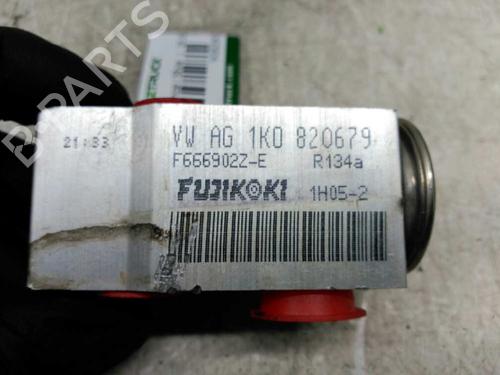 21:33
VW AG 1K0 820679
F666902Z-E R134a
FUJIKOKI 1H05-2
B-PARTS